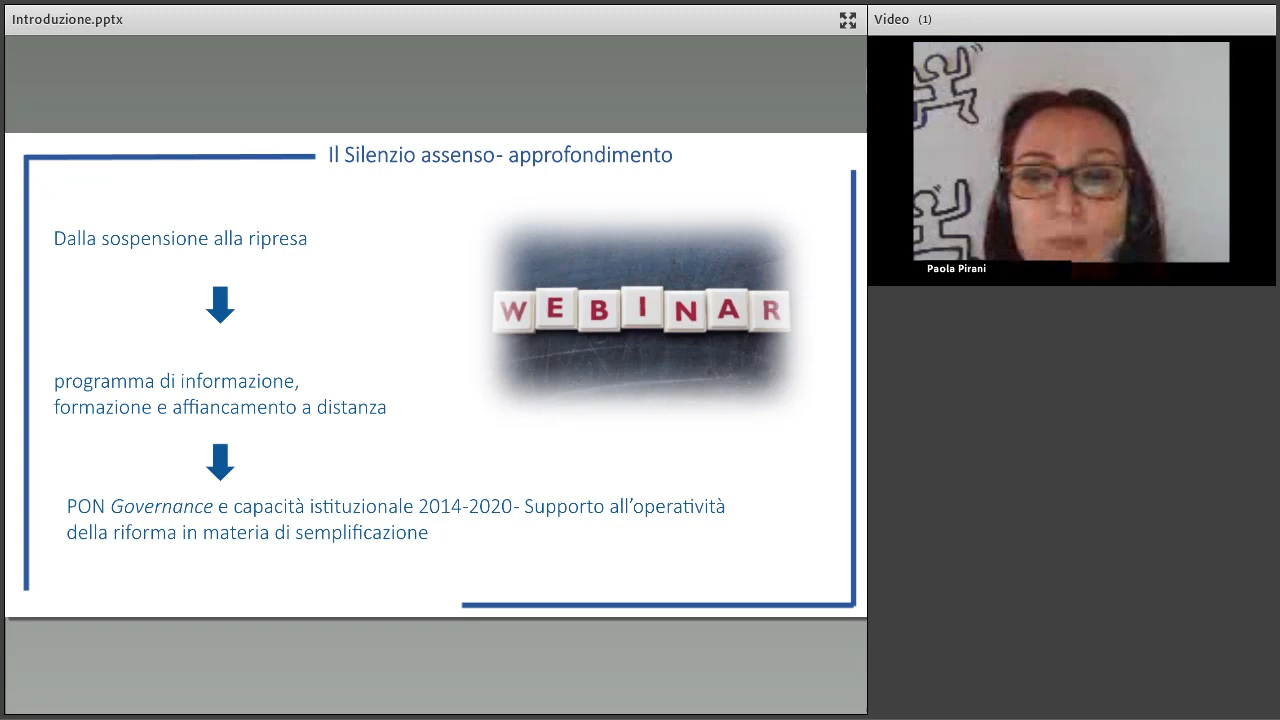 Introduzione.pptx
Video (1)
Il Silenzio assenso- approfondimento
Dalla sospensione alla ripresa
WEBINAR
programma di informazione,
formazione e affiancamento a distanza
PON Governance e capacità istituzionale 2014-2020- Supporto all’operatività
della riforma in materia di semplificazione
Paola Pirani